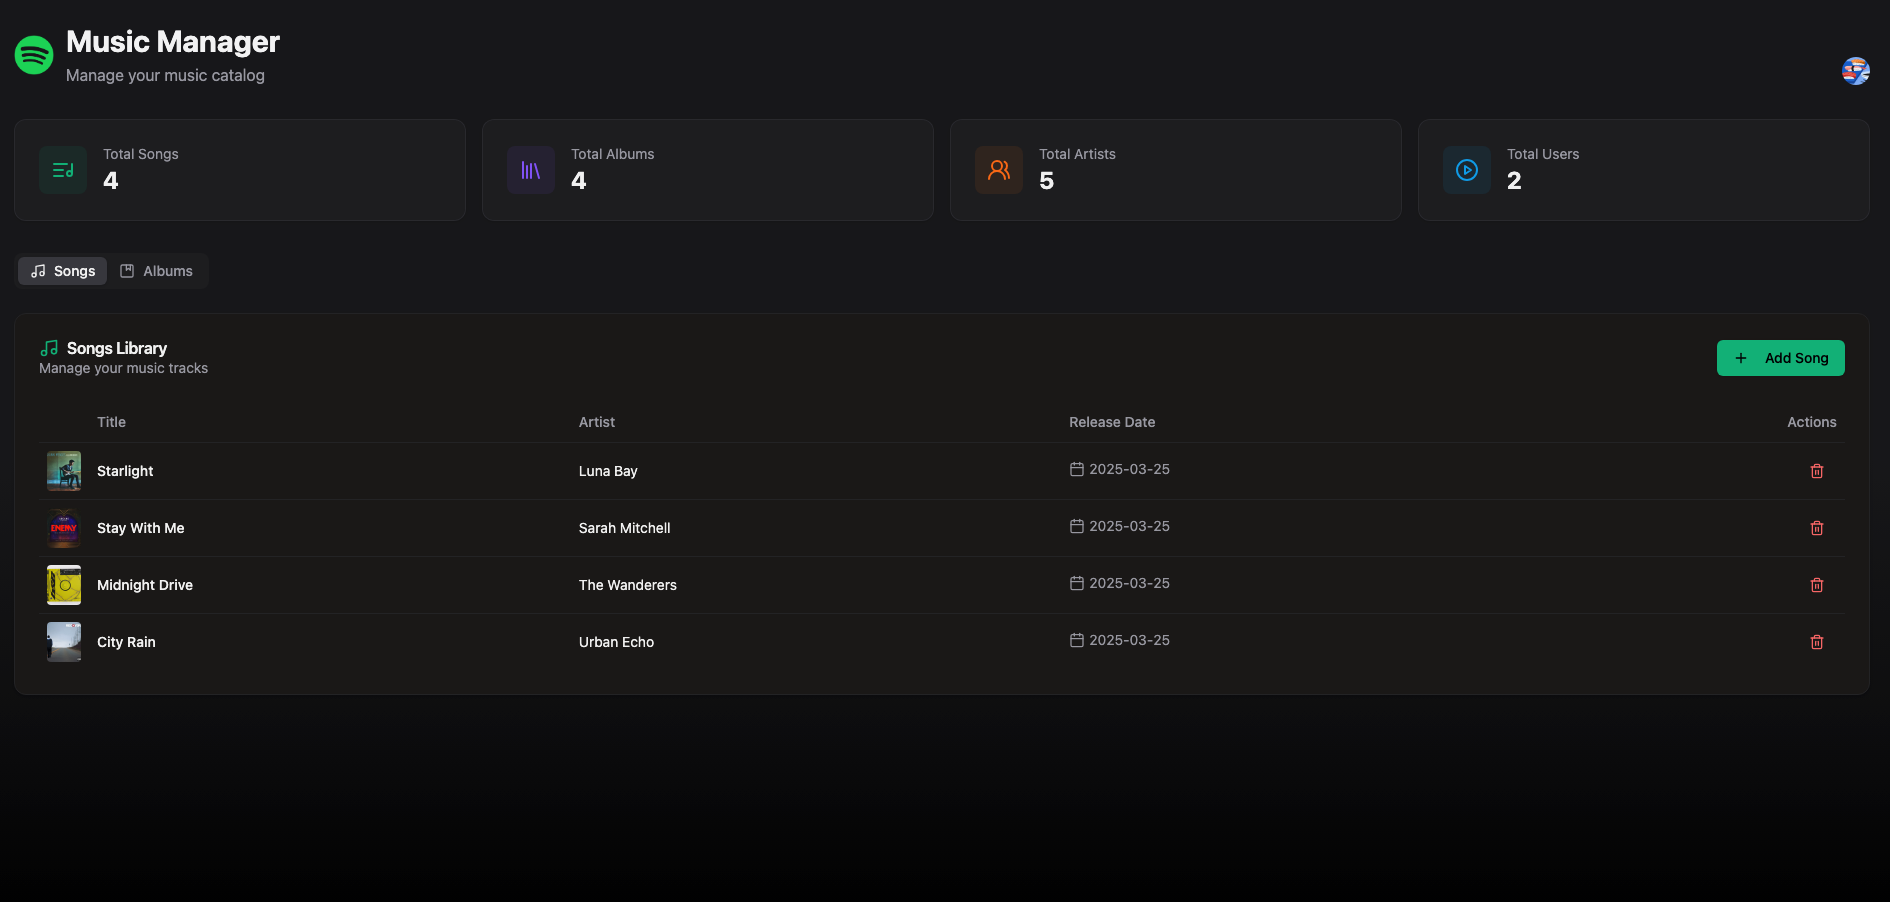 Music Manager
Manage your music catalog
Total Songs
4
Total Albums
4
Total Artists
5
Total Users
2
Songs
Albums
Songs Library
Manage your music tracks
Add Song
Title Artist Release Date Actions
Starlight Luna Bay 2025-03-25
ENEMY
Stay With Me Sarah Mitchell 2025-03-25
Midnight Drive The Wanderers 2025-03-25
City Rain Urban Echo 2025-03-25